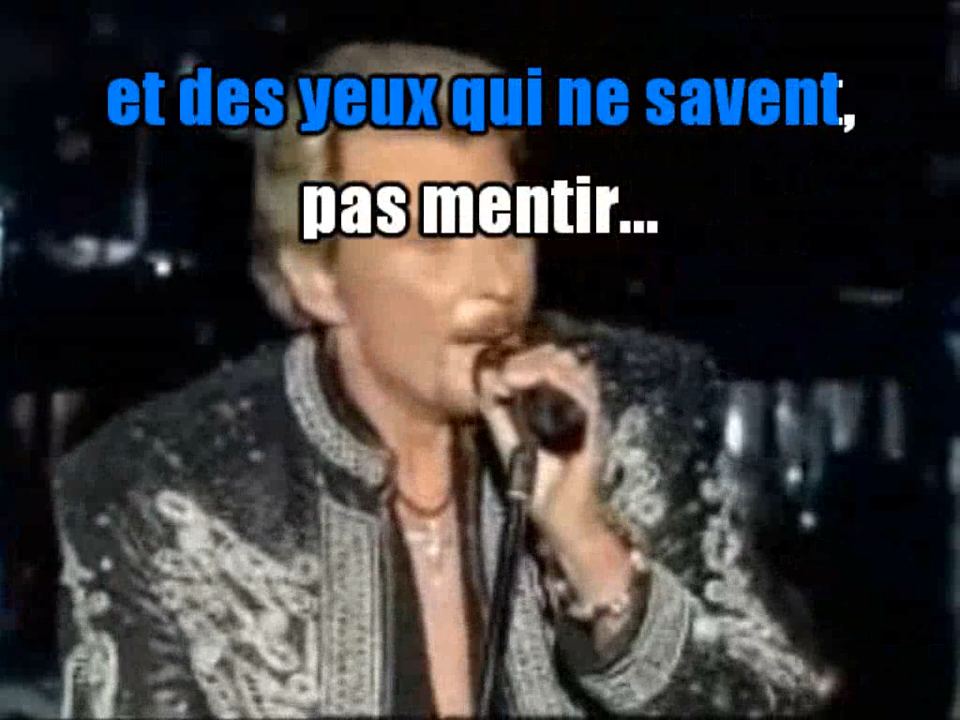 et des yeux qui ne savent,
pas mentir...